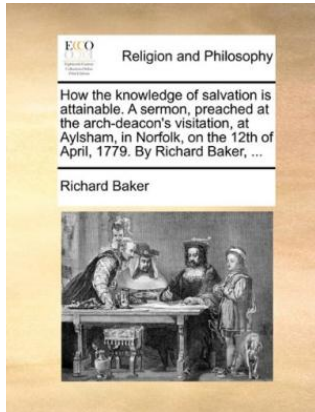 ECCO
Religion and Philosophy
How the knowledge of salvation is
attainable. A sermon, preached at
the arch-deacon's visitation, at
Aylsham, in Norfolk, on the 12th of
April, 1779. By Richard Baker, ...
Richard Baker